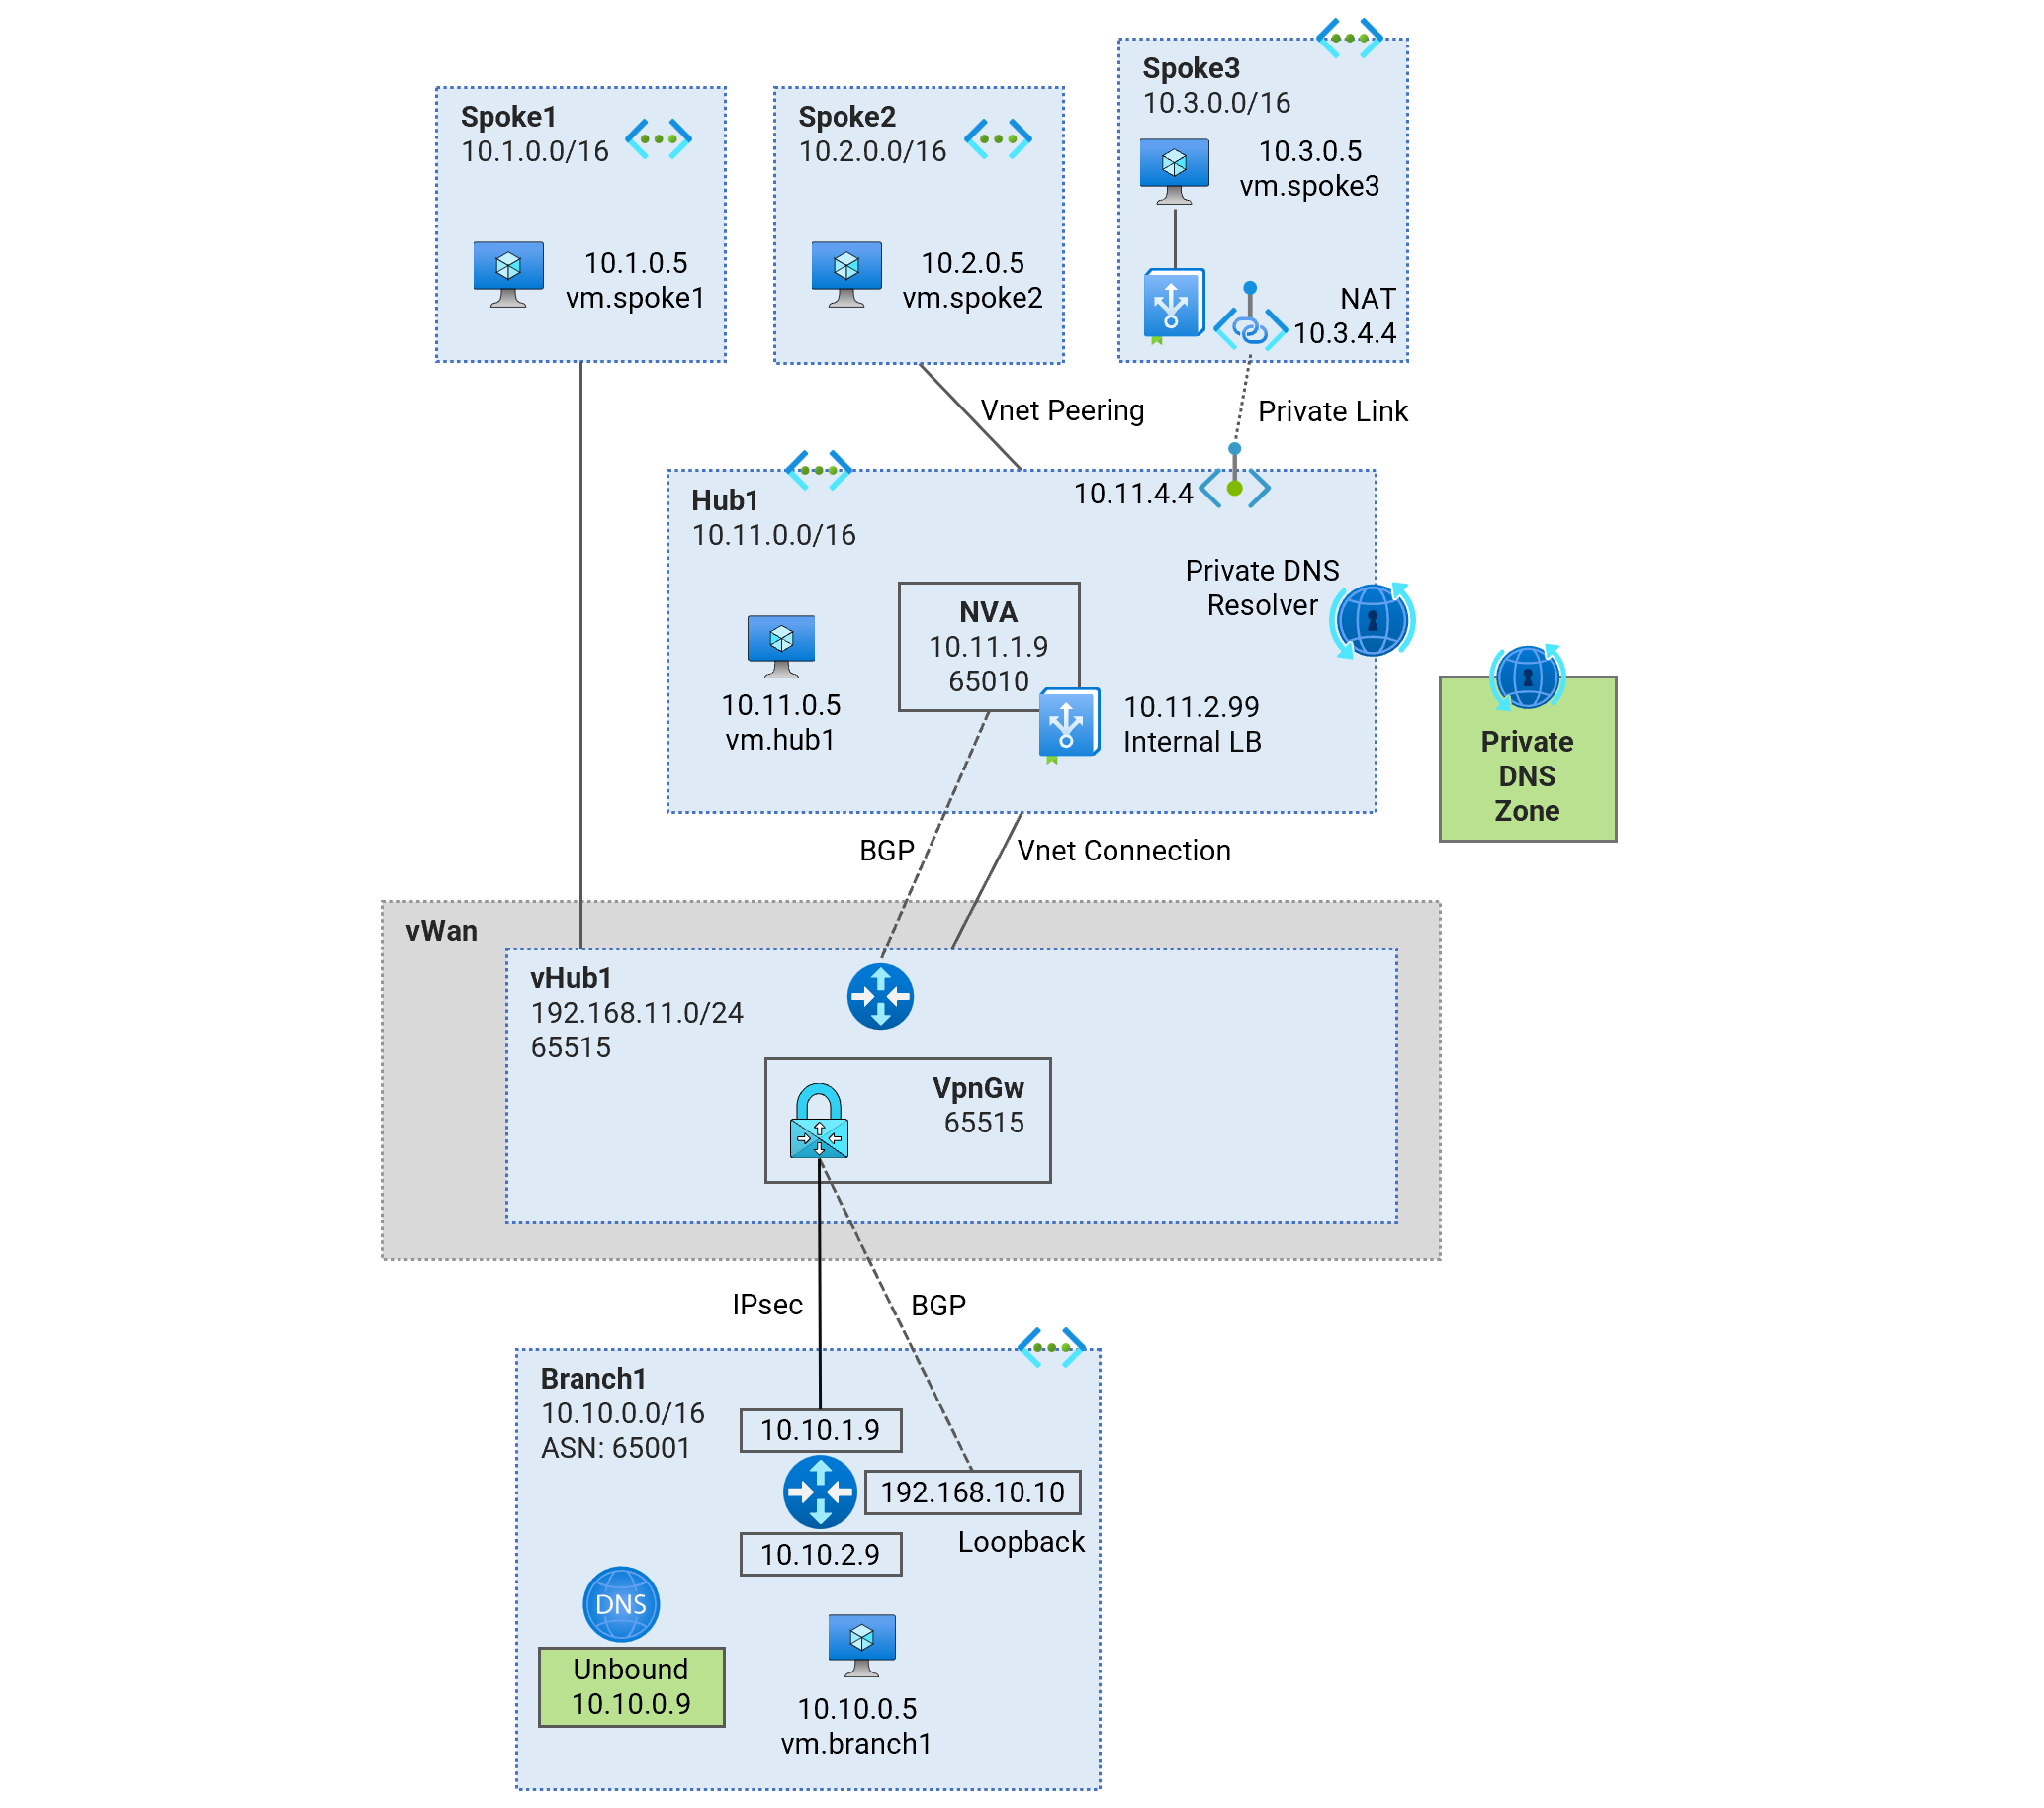 Spoke1
10.1.0.0/16
10.1.0.5
vm.spoke1
Spoke2
10.2.0.0/16
10.2.0.5
vm.spoke2
Spoke3
10.3.0.0/16
10.3.0.5
vm.spoke3
NAT
10.3.4.4
Vnet Peering
Private Link
Hub1
10.11.0.0/16
10.11.4.4
Private DNS
Resolver
NVA
10.11.1.9
65010
10.11.0.5
vm.hub1
10.11.2.99
Internal LB
Private
DNS
Zone
BGP
Vnet Connection
vWan
vHub1
192.168.11.0/24
65515
VpnGw
65515
IPsec
BGP
Branch1
10.10.0.0/16
ASN: 65001
10.10.1.9
192.168.10.10
Loopback
10.10.2.9
DNS
Unbound
10.10.0.9
10.10.0.5
vm.branch1